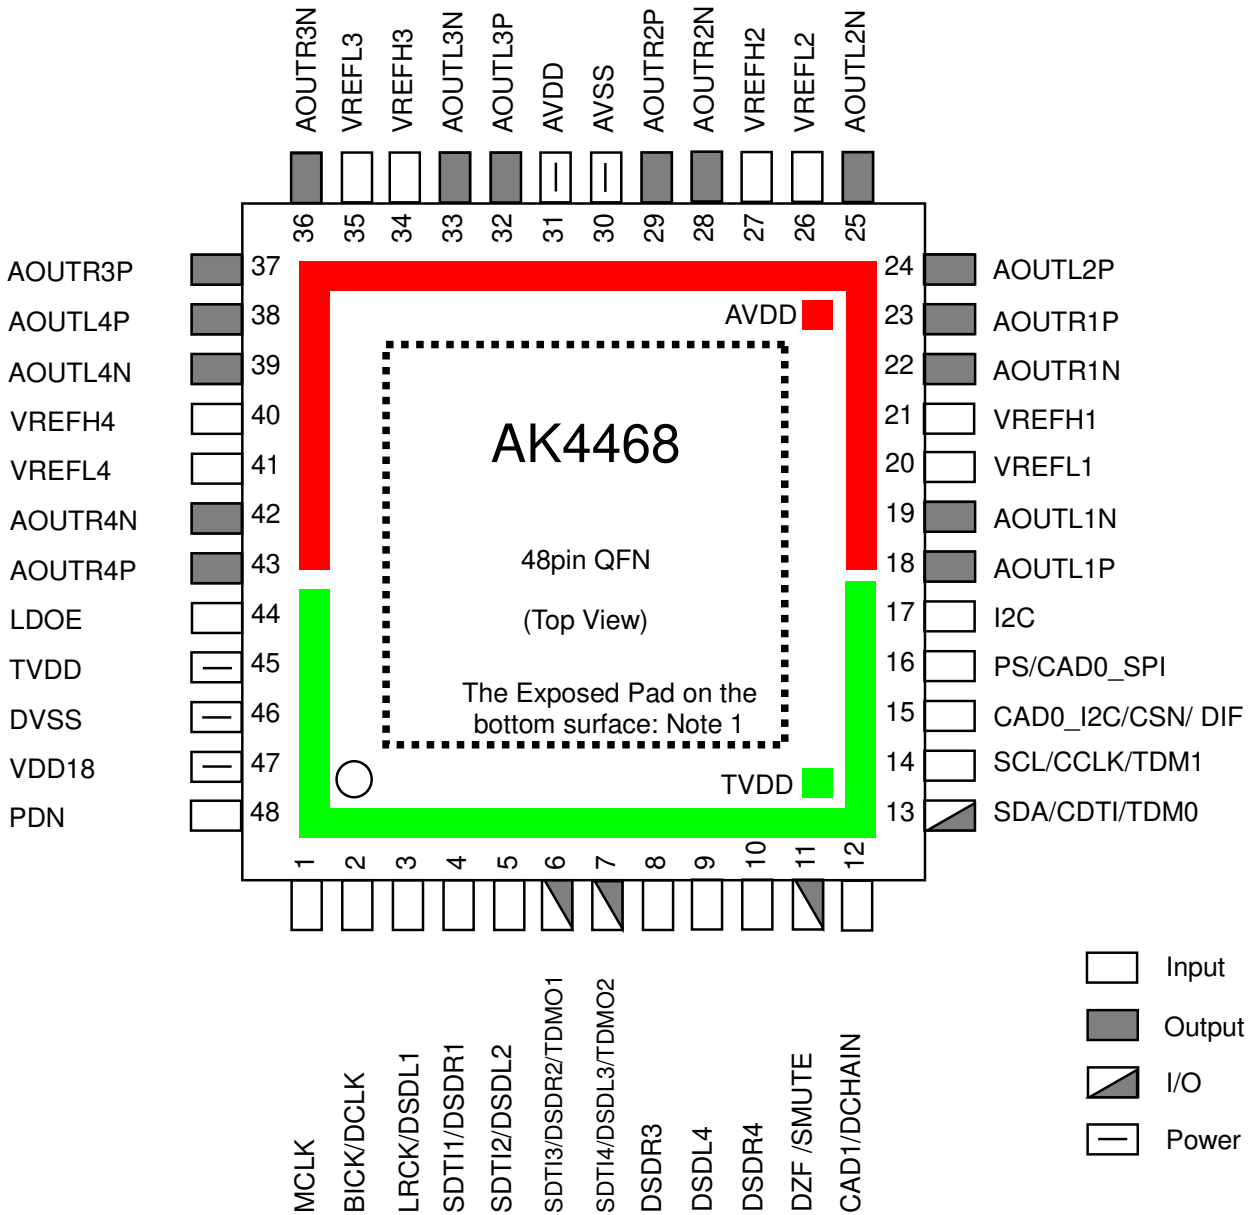 AOUTR3N
VREFL3
VREFH3
AOUTL3N
AOUTL3P
AVDD
AVSS
AOUTR2P
AOUTR2N
VREFH2
VREFL2
AOUTL2N
36
35
34
33
32
31
30
29
28
27
26
25
AOUTR3P
37
24
AOUTL2P
AOUTL4P
38
AVDD
23
AOUTR1P
AOUTL4N
39
22
AOUTR1N
VREFH4
40
21
VREFH1
AK4468
VREFL4
41
20
VREFL1
AOUTR4N
42
19
AOUTL1N
AOUTR4P
43
48pin QFN
18
AOUTL1P
LDOE
44
(Top View)
17
I2C
TVDD
45
16
PS/CAD0_SPI
The Exposed Pad on the
bottom surface: Note 1
DVSS
46
15
CAD0_I2C/CSN/ DIF
VDD18
47
TVDD
14
SCL/CCLK/TDM1
PDN
48
13
SDA/CDTI/TDM0
1
2
3
4
5
6
7
8
9
10
11
12
MCLK
BICK/DCLK
LRCK/DSDL1
SDTI1/DSDR1
SDTI2/DSDL2
SDTI3/DSDR2/TDMO1
SDTI4/DSDL3/TDMO2
DSDR3
DSDL4
DSDR4
DZF /SMUTE
CAD1/DCHAIN
Input
Output
I/O
Power